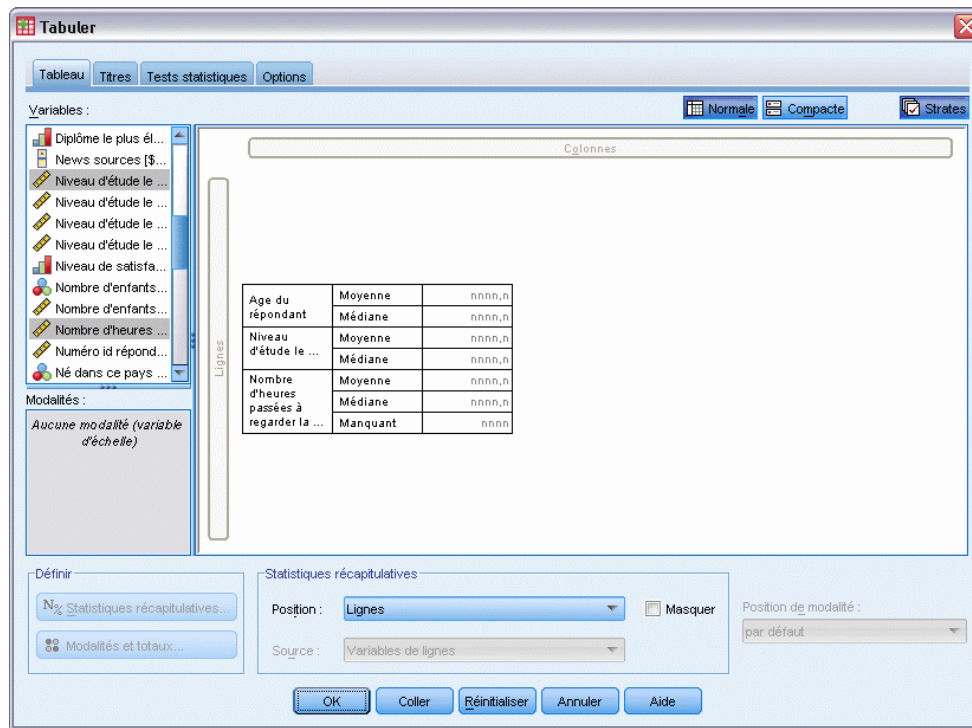 Tabuler
Tableau Titres Tests statistiques Options
Variables :
Normale Compacte Strates
Diplôme le plus él...
News sources [$...
Niveau d'étude le ...
Niveau d'étude le ...
Niveau d'étude le ...
Niveau d'étude le ...
Niveau de satisfa...
Nombre d'enfants...
Nombre d'enfants...
Nombre d'heures ...
Numéro id répond...
Né dans ce pays ...
Modalités :
Aucune modalité (variable
d'échelle)
Colonnes
Lignes
Age du
répondant
Moyenne nnnn,n
Médiane nnnn,n
Niveau
d'étude le ...
Moyenne nnnn,n
Médiane nnnn,n
Nombre
d'heures
passées à
regarder la ...
Moyenne nnnn,n
Médiane nnnn,n
Manquant nnnn
Définir
N% Statistiques récapitulatives...
Modalités et totaux...
Statistiques récapitulatives
Position : Lignes
Masquer
Source : Variables de lignes
Position de modalité :
par défaut
OK Coller Réinitialiser Annuler Aide